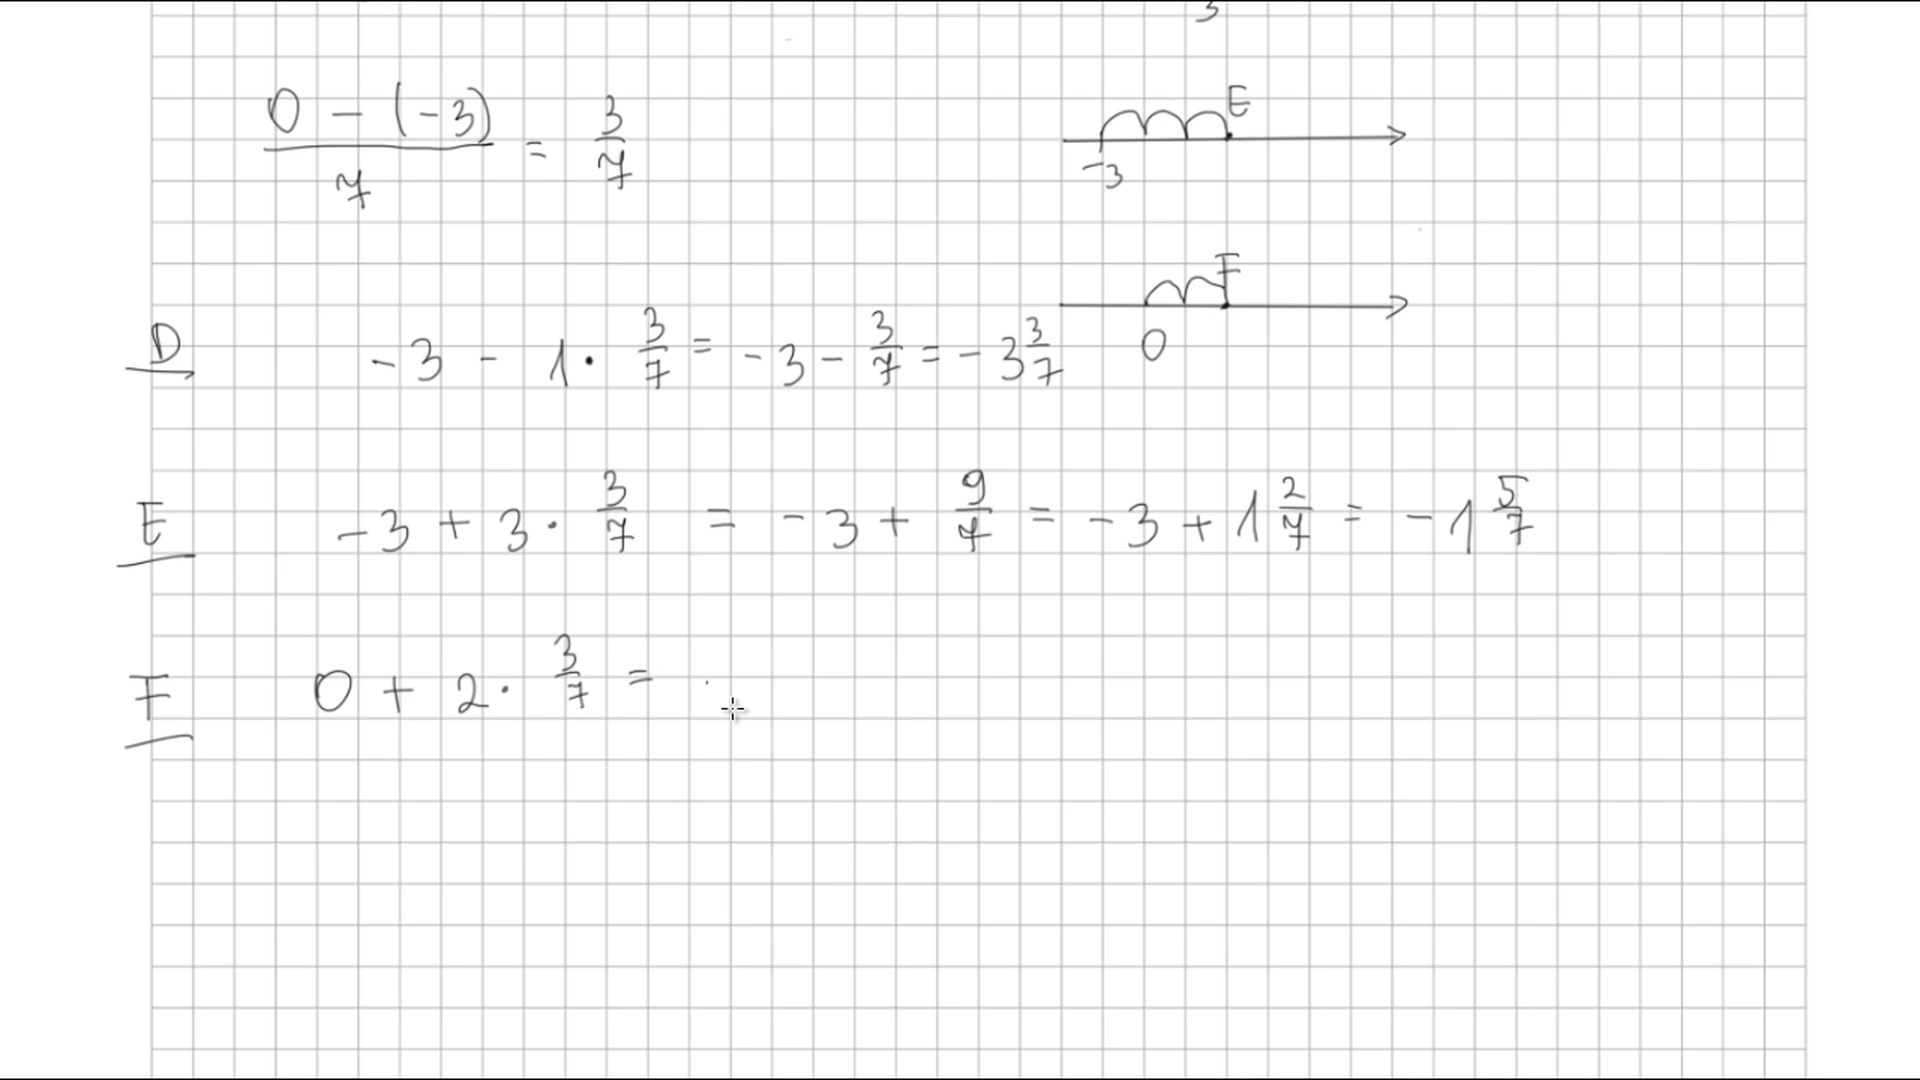 3
0 - (-3) / 7 = 3/7
E
-3
F
0
D -3 - 1 · 3/7 = -3 - 3/7 = -3 3/7
E -3 + 3 · 3/7 = -3 + 9/7 = -3 + 1 2/7 = -1 5/7
F 0 + 2 · 3/7 =